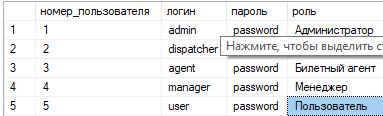 номер_пользователя логин пароль роль
1 1 admin password Администратор
2 2 dispatcher Нажмите, чтобы выделить ст
3 3 agent password Билетный агент
4 4 manager password Менеджер
5 5 user password Пользователь